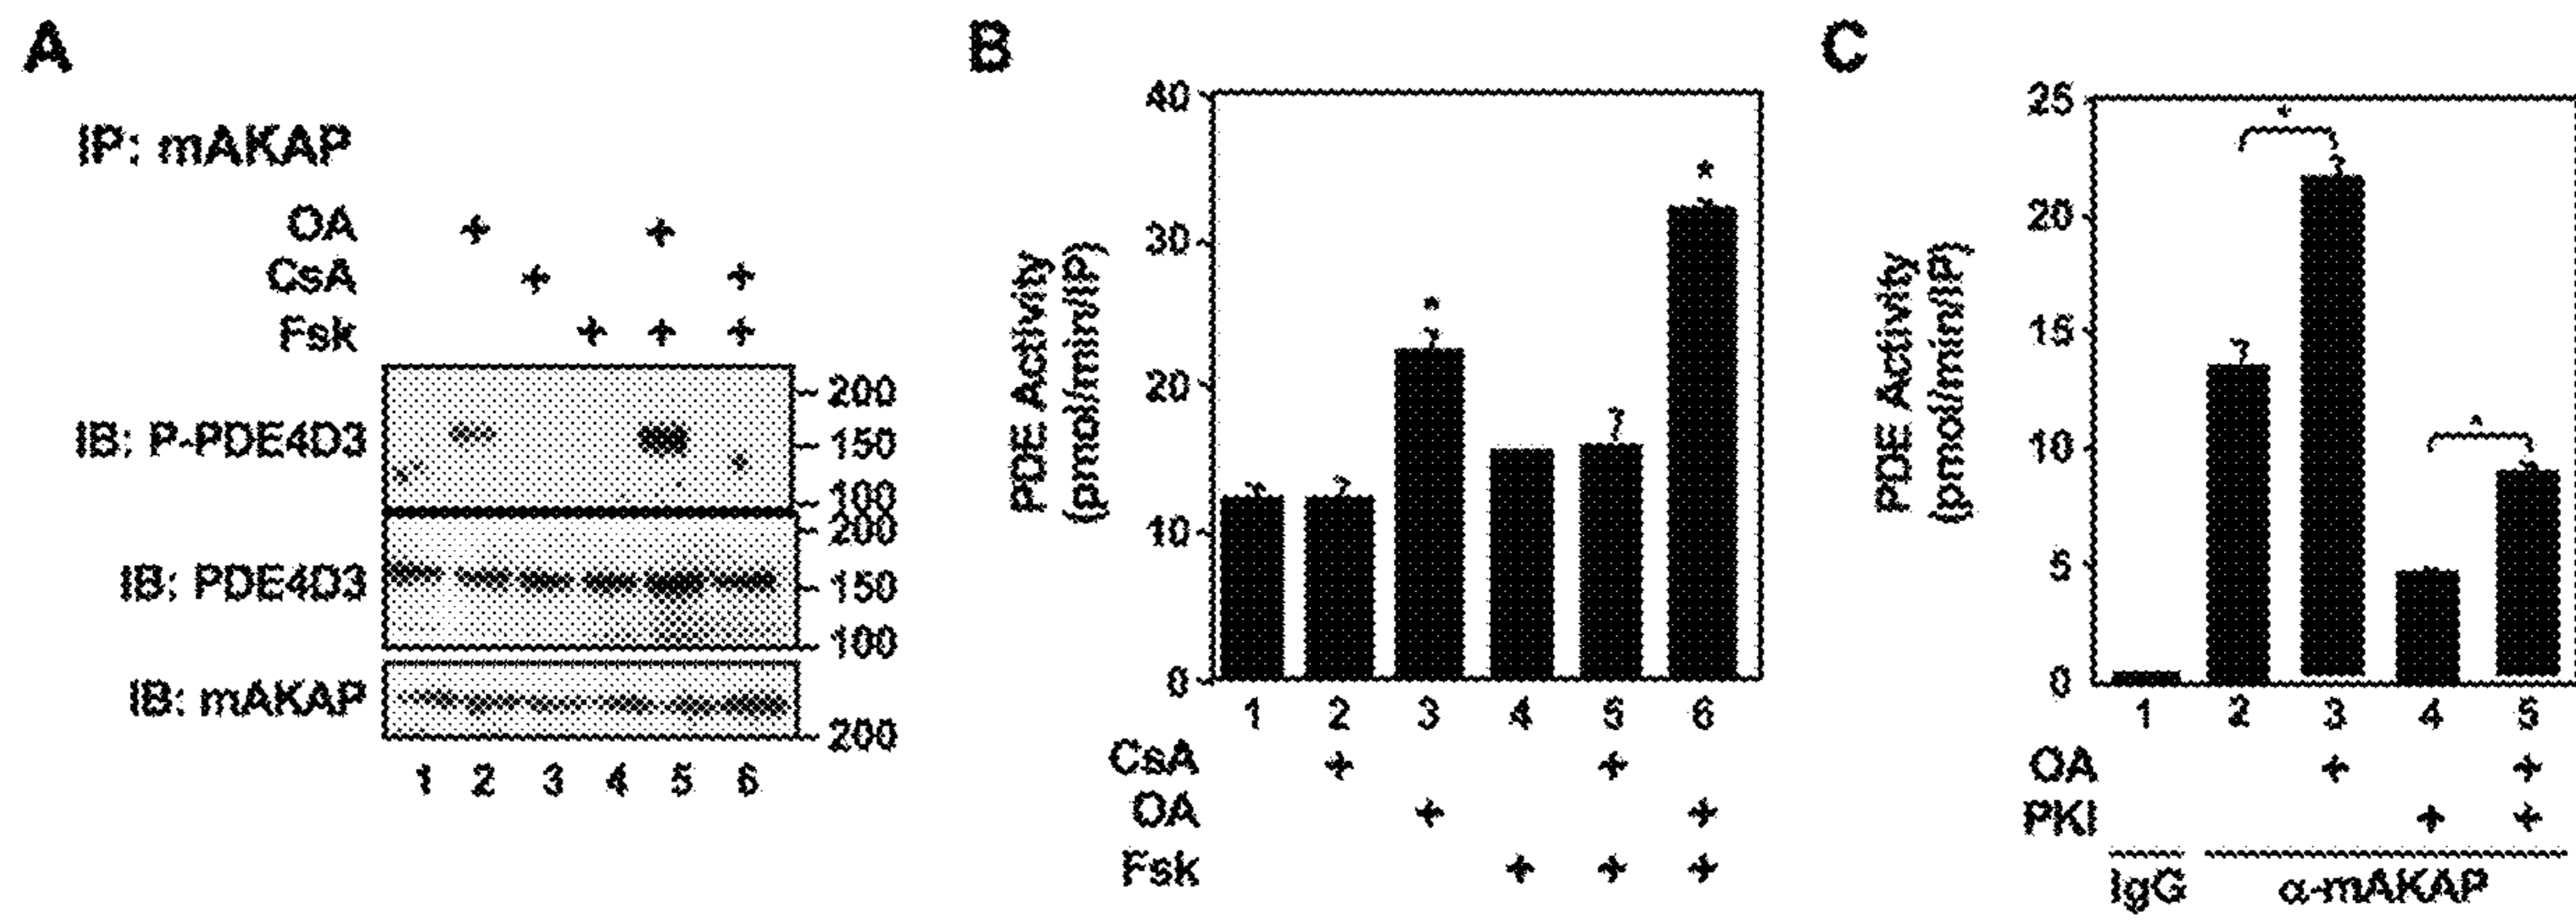 A
IP: mAKAP
OA + +
CsA + +
Fsk + + +
IB: P-PDE4D3
200
150
100
IB: PDE4D3
200
150
100
IB: mAKAP
200
1 2 3 4 5 6
B
PDE Activity
(pmol/min/IP)
40
30
20
10
0
* *
1 2 3 4 5 6
CsA + +
OA + +
Fsk + + +
C
PDE Activity
(pmol/min/IP)
25
20
15
10
5
0
* *
1 2 3 4 5
OA + +
PKI + +
IgG α-mAKAP